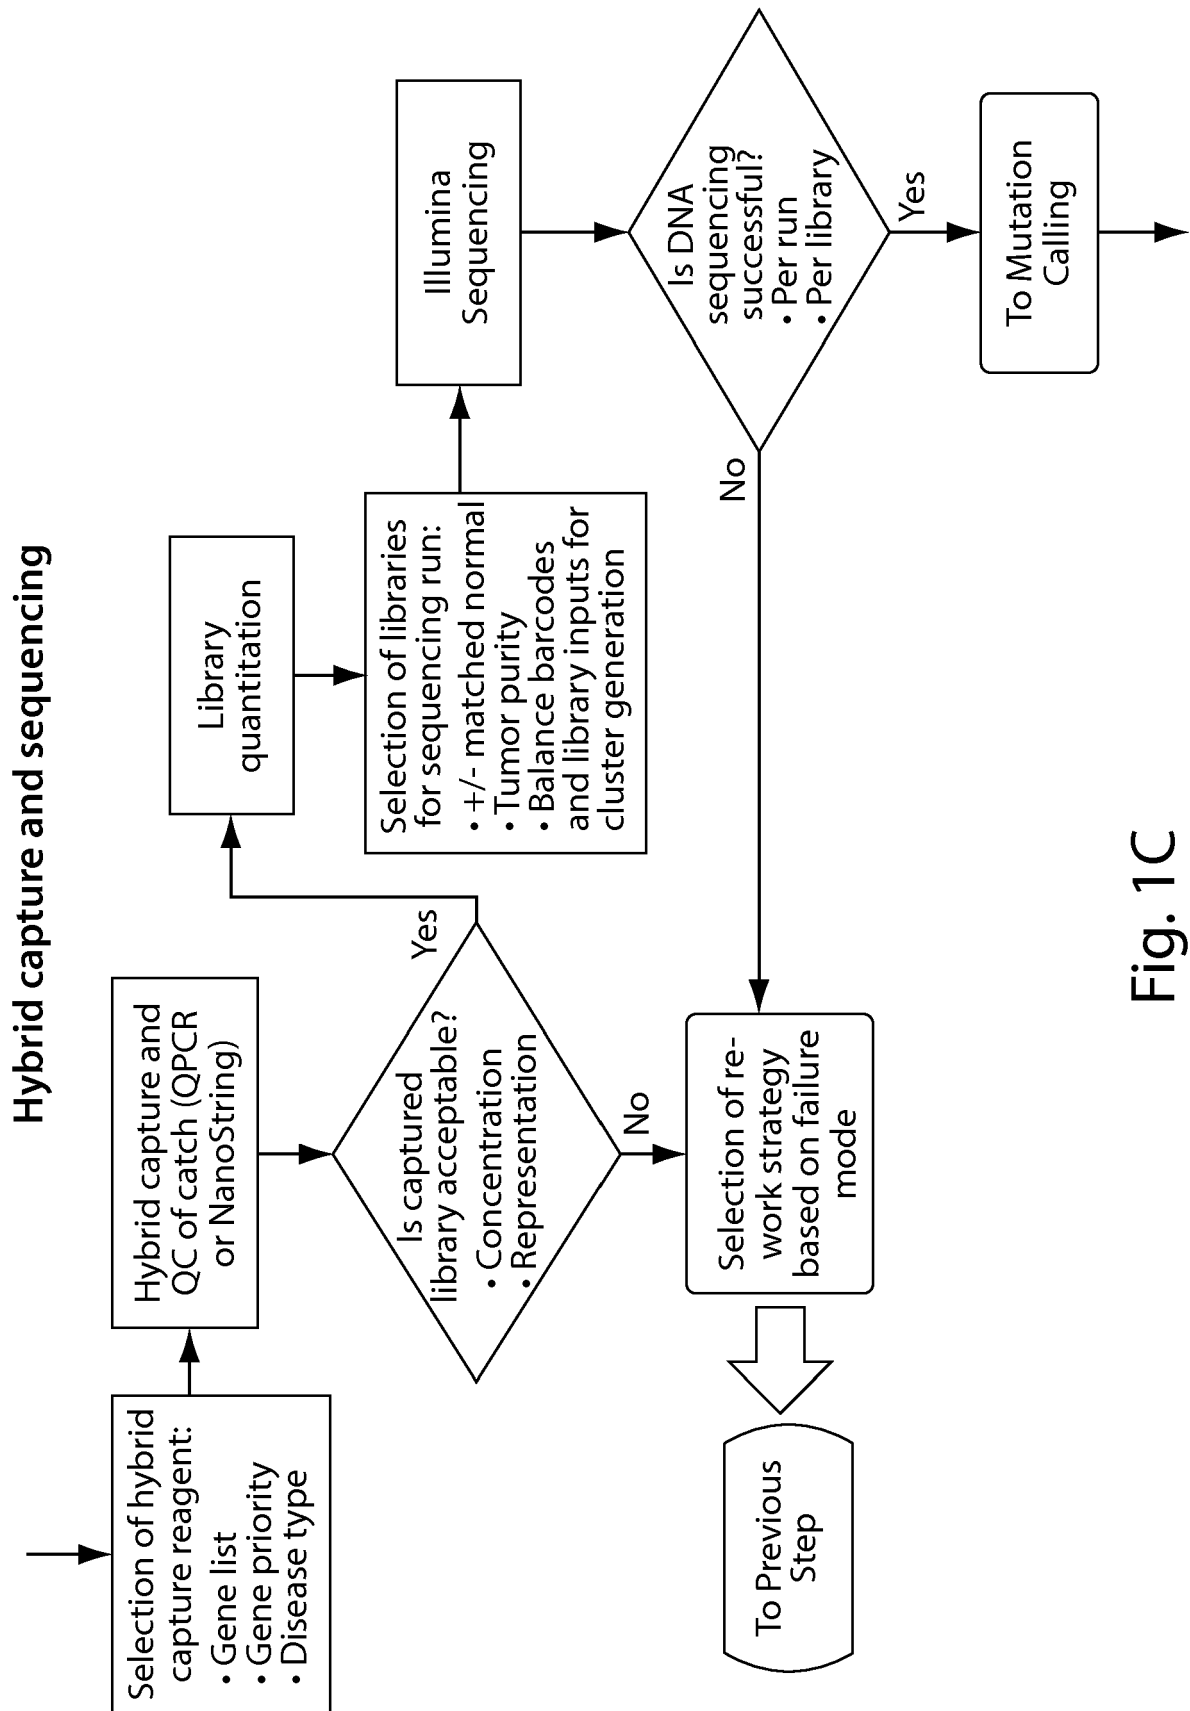 Hybrid capture and sequencing
Selection of hybrid
capture reagent:
• Gene list
• Gene priority
• Disease type
Hybrid capture and
QC of catch (QPCR
or NanoString)
Is captured
library acceptable?
• Concentration
• Representation
Yes
No
Library
quantitation
Selection of libraries
for sequencing run:
• +/- matched normal
• Tumor purity
• Balance barcodes
and library inputs for
cluster generation
Illumina
Sequencing
Is DNA
sequencing
successful?
• Per run
• Per library
No
Yes
To Mutation
Calling
Selection of re-
work strategy
based on failure
mode
To Previous
Step
Fig. 1C